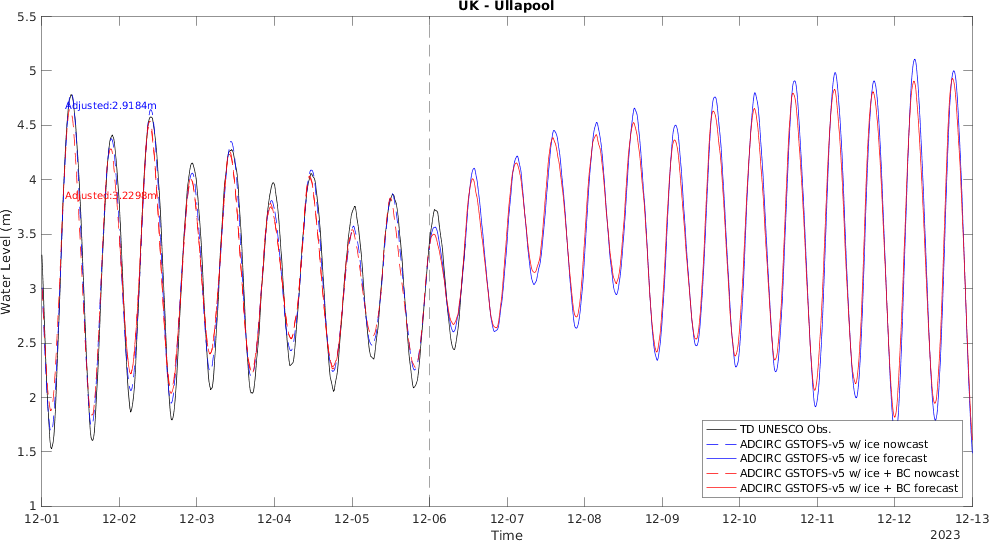 UK - Ullapool
5.5
5
4.5
4
3.5
3
2.5
2
1.5
1
Water Level (m)
Adjusted:2.9184m
Adjusted:3.2298m
TD UNESCO Obs.
ADCIRC GSTOFS-v5 w/ ice nowcast
ADCIRC GSTOFS-v5 w/ ice forecast
ADCIRC GSTOFS-v5 w/ ice + BC nowcast
ADCIRC GSTOFS-v5 w/ ice + BC forecast
12-01 12-02 12-03 12-04 12-05 12-06 12-07 12-08 12-09 12-10 12-11 12-12 12-13
Time
2023